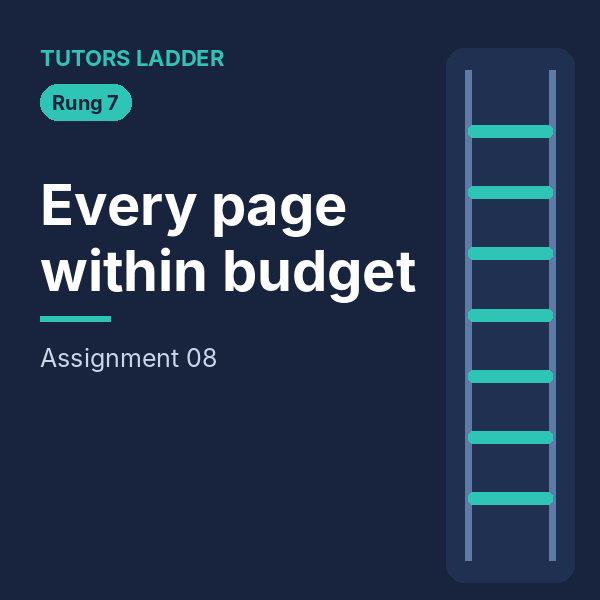 TUTORS LADDER
Rung 7
Every page
within budget
Assignment 08